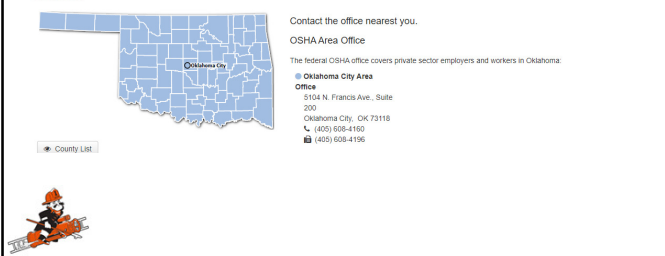 Contact the office nearest you.
OSHA Area Office
The federal OSHA office covers private sector employers and workers in Oklahoma:
Oklahoma City
Oklahoma City Area
Office
5104 N. Francis Ave., Suite
200
Oklahoma City, OK 73118
(405) 608-4160
(405) 608-4196
County List